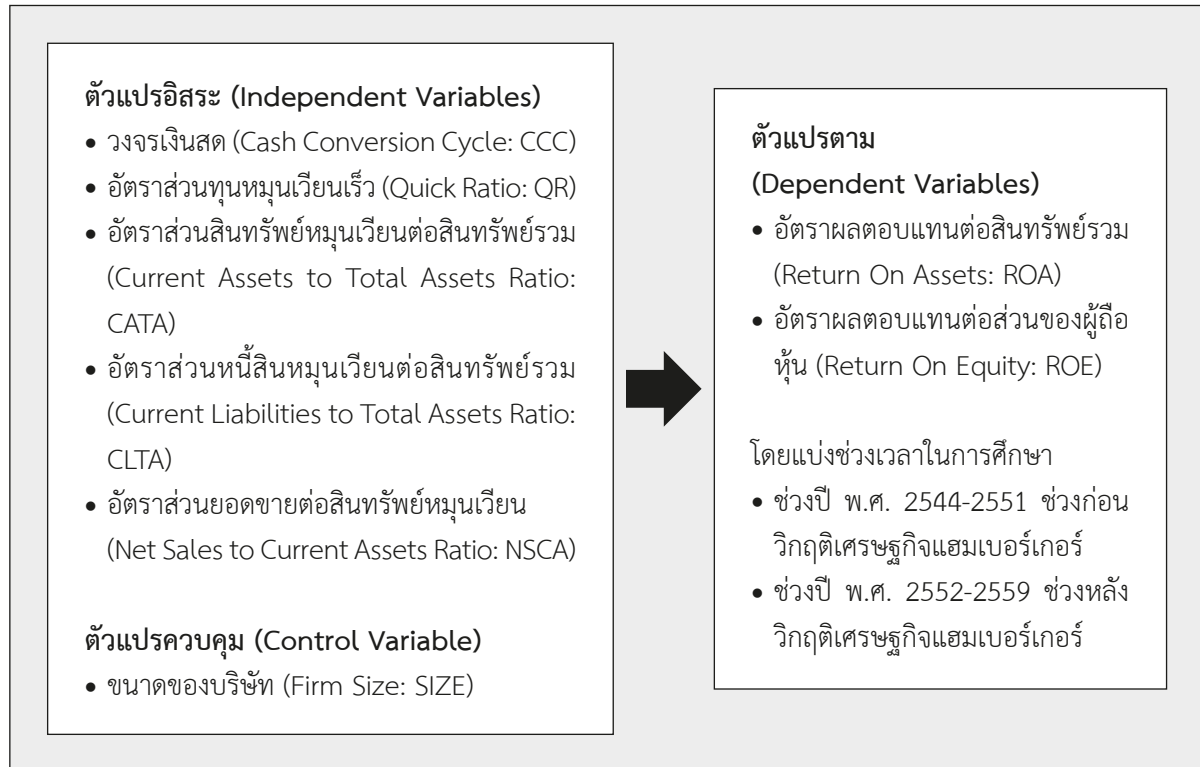 ตัวแปรอิสระ (Independent Variables)
• วงจรเงินสด (Cash Conversion Cycle: CCC)
• อัตราส่วนทุนหมุนเวียนเร็ว (Quick Ratio: QR)
• อัตราส่วนสินทรัพย์หมุนเวียนต่อสินทรัพย์รวม
(Current Assets to Total Assets Ratio:
CATA)
• อัตราส่วนหนี้สินหมุนเวียนต่อสินทรัพย์รวม
(Current Liabilities to Total Assets Ratio:
CLTA)
• อัตราส่วนยอดขายต่อสินทรัพย์หมุนเวียน
(Net Sales to Current Assets Ratio: NSCA)
ตัวแปรควบคุม (Control Variable)
• ขนาดของบริษัท (Firm Size: SIZE)
ตัวแปรตาม
(Dependent Variables)
• อัตราผลตอบแทนต่อสินทรัพย์รวม
(Return On Assets: ROA)
• อัตราผลตอบแทนต่อส่วนของผู้ถือ
หุ้น (Return On Equity: ROE)
โดยแบ่งช่วงเวลาในการศึกษา
• ช่วงปี พ.ศ. 2544-2551 ช่วงก่อน
วิกฤติเศรษฐกิจแฮมเบอร์เกอร์
• ช่วงปี พ.ศ. 2552-2559 ช่วงหลัง
วิกฤติเศรษฐกิจแฮมเบอร์เกอร์